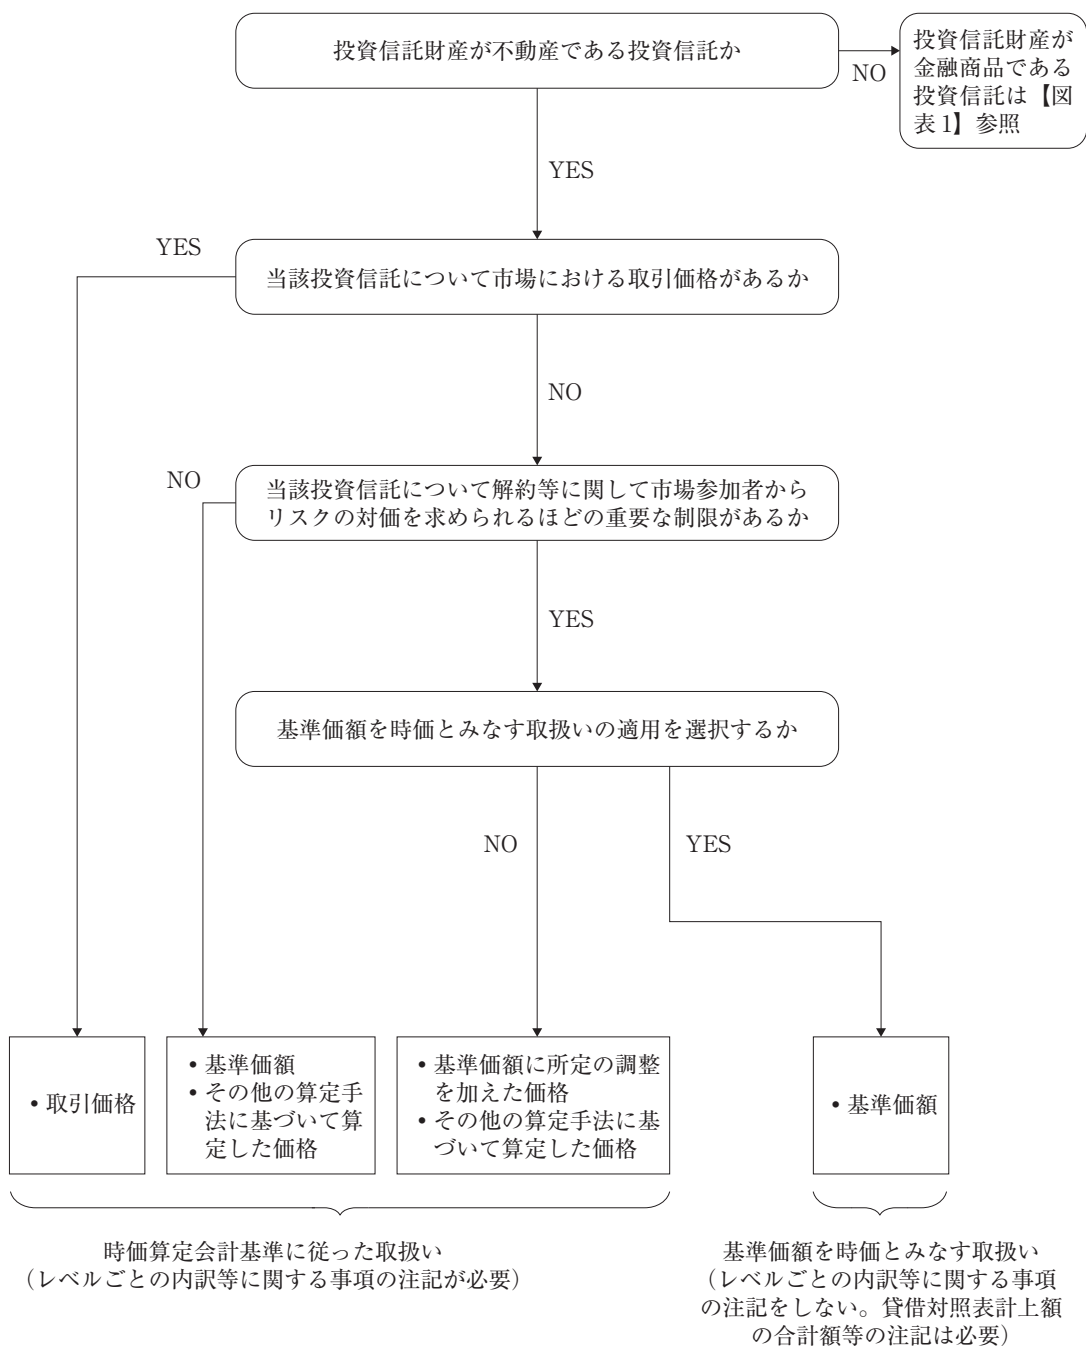 投資信託財産が不動産である投資信託か
NO
投資信託財産が
金融商品である
投資信託は【図
表1】参照
YES
YES
当該投資信託について市場における取引価格があるか
NO
NO
当該投資信託について解約等に関して市場参加者から
リスクの対価を求められるほどの重要な制限があるか
YES
基準価額を時価とみなす取扱いの適用を選択するか
NO
YES
• 取引価格
• 基準価額
• その他の算定手
法に基づいて算
定した価格
• 基準価額に所定の調整
を加えた価格
• その他の算定手法に基
づいて算定した価格
• 基準価額
時価算定会計基準に従った取扱い
（レベルごとの内訳等に関する事項の注記が必要）
基準価額を時価とみなす取扱い
（レベルごとの内訳等に関する事項
の注記をしない。貸借対照表計上額
の合計額等の注記は必要）